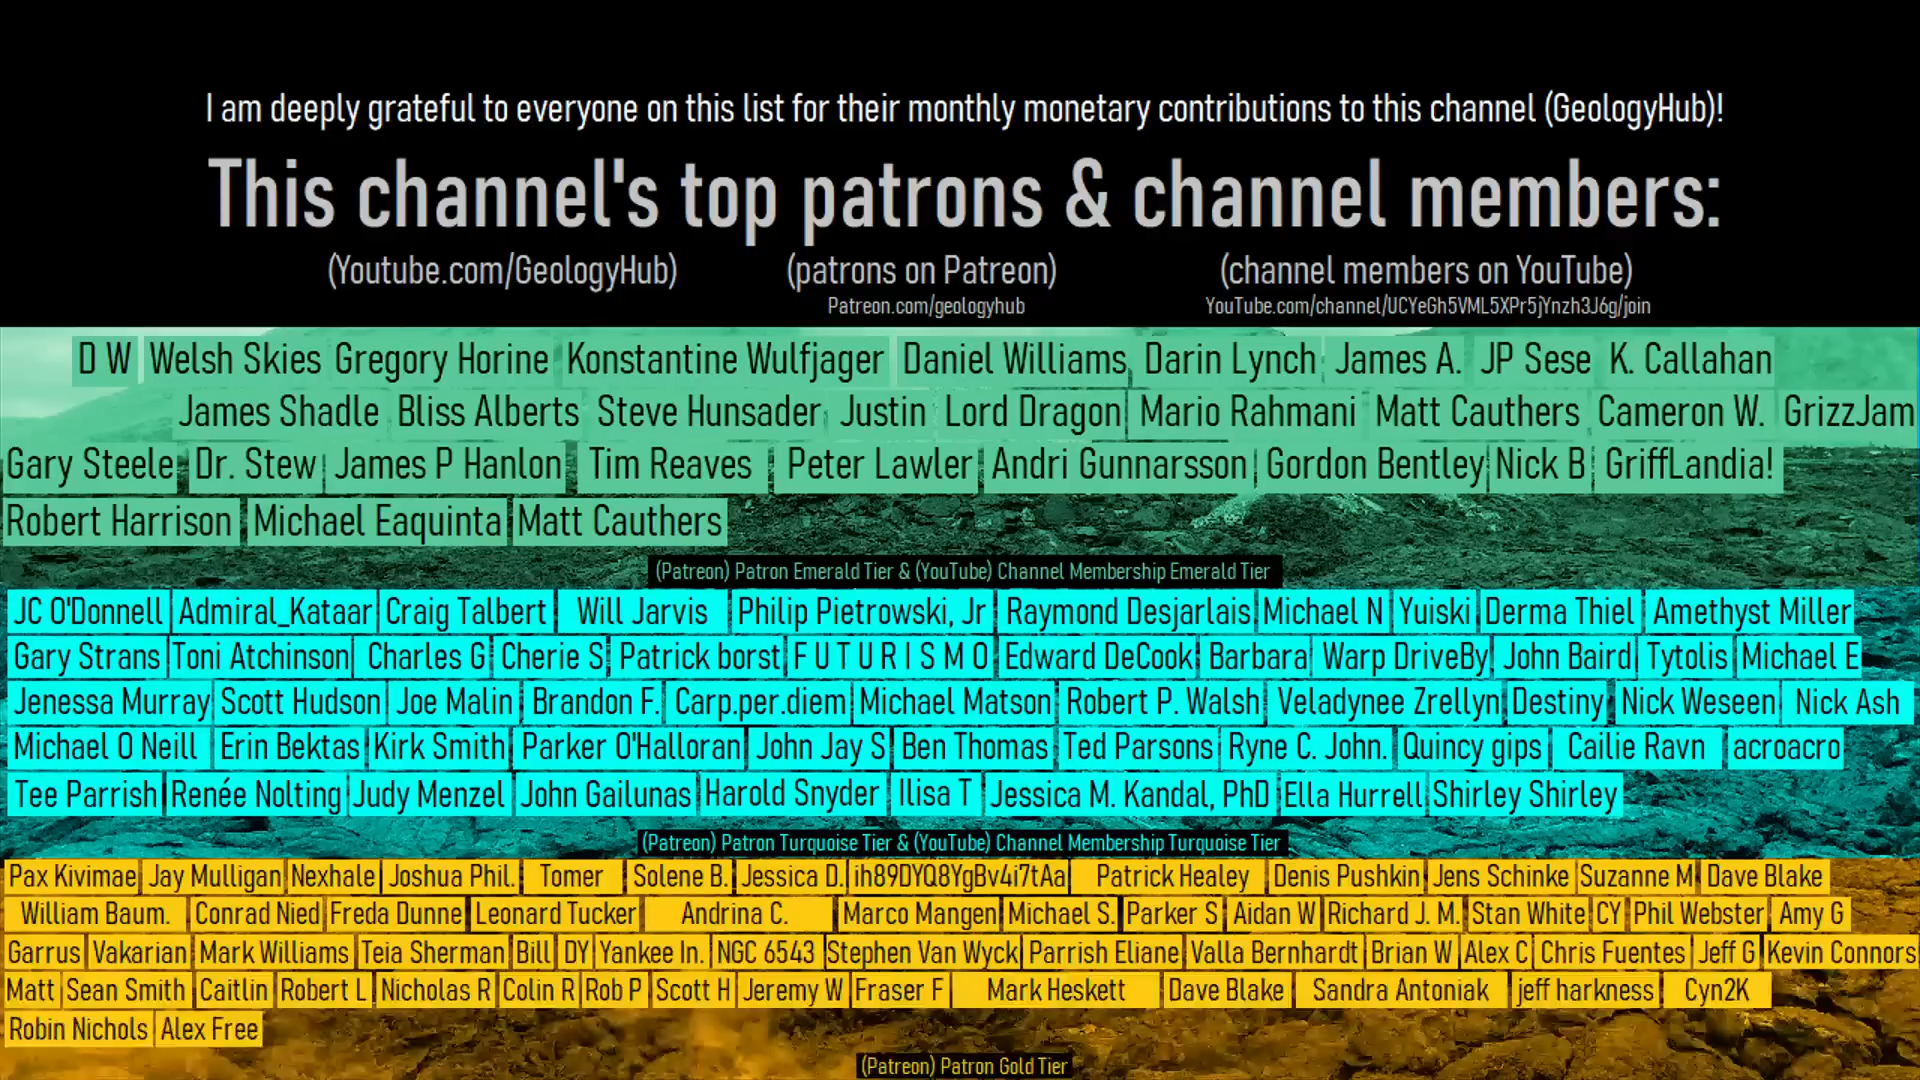 I am deeply grateful to everyone on this list for their monthly monetary contributions to this channel (GeologyHub)!
This channel's top patrons & channel members:
(Youtube.com/GeologyHub) (patrons on Patreon) (channel members on YouTube)
Patreon.com/geologyhub YouTube.com/channel/UCYeGh5VML5XPr5jYnzh3J6g/join
D W Welsh Skies Gregory Horine Konstantine Wulfjager Daniel Williams Darin Lynch James A. JP Sese K. Callahan
James Shadle Bliss Alberts Steve Hunsader Justin Lord Dragon Mario Rahmani Matt Cauthers Cameron W. GrizzJam
Gary Steele Dr. Stew James P Hanlon Tim Reaves Peter Lawler Andri Gunnarsson Gordon Bentley Nick B GriffLandia!
Robert Harrison Michael Eaquinta Matt Cauthers
(Patreon) Patron Emerald Tier & (YouTube) Channel Membership Emerald Tier
JC O'Donnell Admiral_Kataar Craig Talbert Will Jarvis Philip Pietrowski, Jr Raymond Desjarlais Michael N Yuiski Derma Thiel Amethyst Miller
Gary Strans Toni Atchinson Charles G Cherie S Patrick borst F U T U R I S M O Edward DeCook Barbara Warp DriveBy John Baird Tytolis Michael E
Jenessa Murray Scott Hudson Joe Malin Brandon F. Carp.per.diem Michael Matson Robert P. Walsh Veladynee Zrellyn Destiny Nick Weseen Nick Ash
Michael O Neill Erin Bektas Kirk Smith Parker O'Halloran John Jay S Ben Thomas Ted Parsons Ryne C. John. Quincy gips Cailie Ravn acroacro
Tee Parrish Renée Nolting Judy Menzel John Gailunas Harold Snyder Ilisa T Jessica M. Kandal, PhD Ella Hurrell Shirley Shirley
(Patreon) Patron Turquoise Tier & (YouTube) Channel Membership Turquoise Tier
Pax Kivimae Jay Mulligan Nexhale Joshua Phil. Tomer Solene B. Jessica D. ih89DYQ8YgBv4i7tAa Patrick Healey Denis Pushkin Jens Schinke Suzanne M Dave Blake
William Baum. Conrad Nied Freda Dunne Leonard Tucker Andrina C. Marco Mangen Michael S. Parker S Aidan W Richard J. M. Stan White CY Phil Webster Amy G
Garrus Vakarian Mark Williams Teia Sherman Bill DY Yankee In. NGC 6543 Stephen Van Wyck Parrish Eliane Valla Bernhardt Brian W Alex C Chris Fuentes Jeff G Kevin Connors
Matt Sean Smith Caitlin Robert L Nicholas R Colin R Rob P Scott H Jeremy W Fraser F Mark Heskett Dave Blake Sandra Antoniak jeff harkness Cyn2K
Robin Nichols Alex Free
(Patreon) Patron Gold Tier